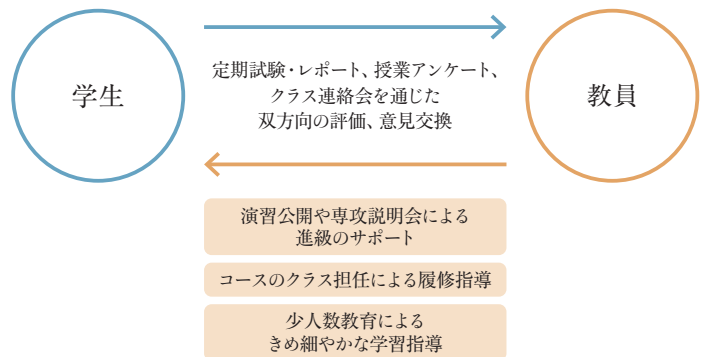 学生
定期試験・レポート、授業アンケート、
クラス連絡会を通じた
双方向の評価、意見交換
教員
演習公開や専攻説明会による
進級のサポート
コースのクラス担任による履修指導
少人数教育による
きめ細やかな学習指導